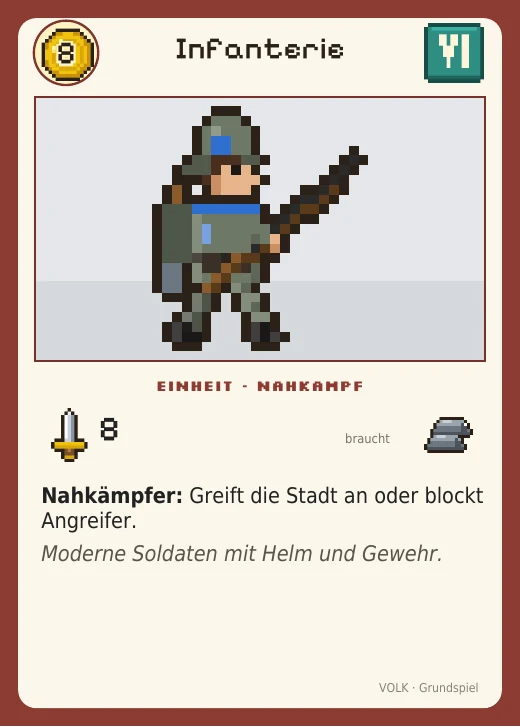 8
Infanterie
VI
EINHEIT - NAHKAMPF
8
braucht
Nahkämpfer: Greift die Stadt an oder blockt
Angreifer.
Moderne Soldaten mit Helm und Gewehr.
VOLK · Grundspiel